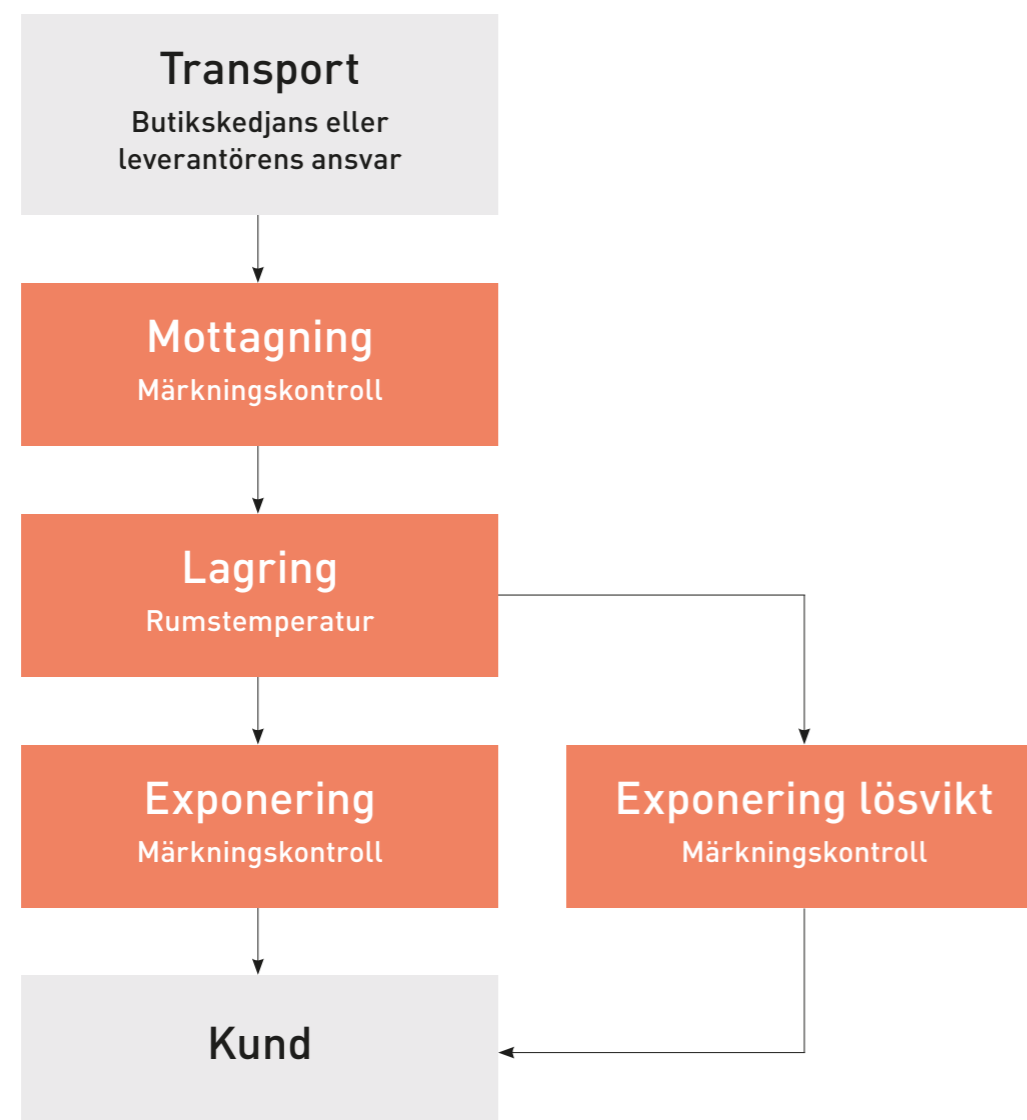 Transport
Butikskedjans eller
leverantörens ansvar
Mottagning
Märkningskontroll
Lagring
Rumstemperatur
Exponering
Märkningskontroll
Exponering lösvikt
Märkningskontroll
Kund